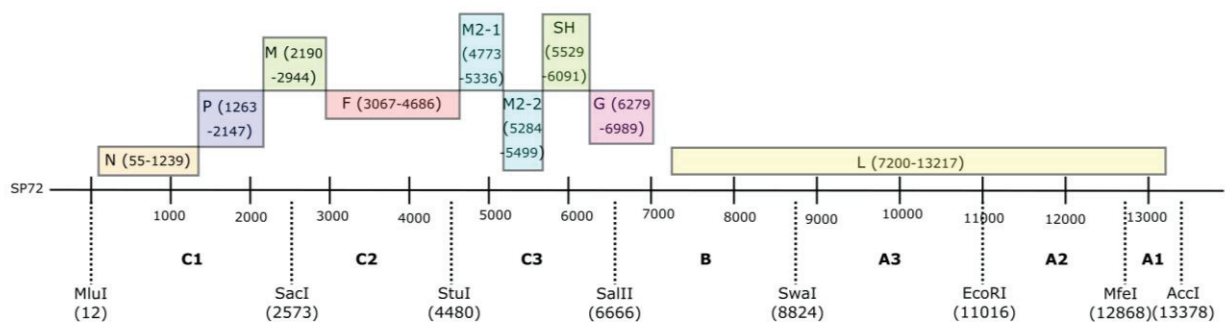 M2-1
(4773
-5336)
SH
(5529
-6091)
M (2190
-2944)
P (1263
-2147)
F (3067-4686)
M2-2
(5284
-5499)
G (6279
-6989)
N (55-1239)
L (7200-13217)
SP72
1000 2000 3000 4000 5000 6000 7000 8000 9000 10000 11000 12000 13000
C1 C2 C3 B A3 A2 A1
MluI SacI StuI SalII SwaI EcoRI MfeI AccI
(12) (2573) (4480) (6666) (8824) (11016) (12868) (13378)